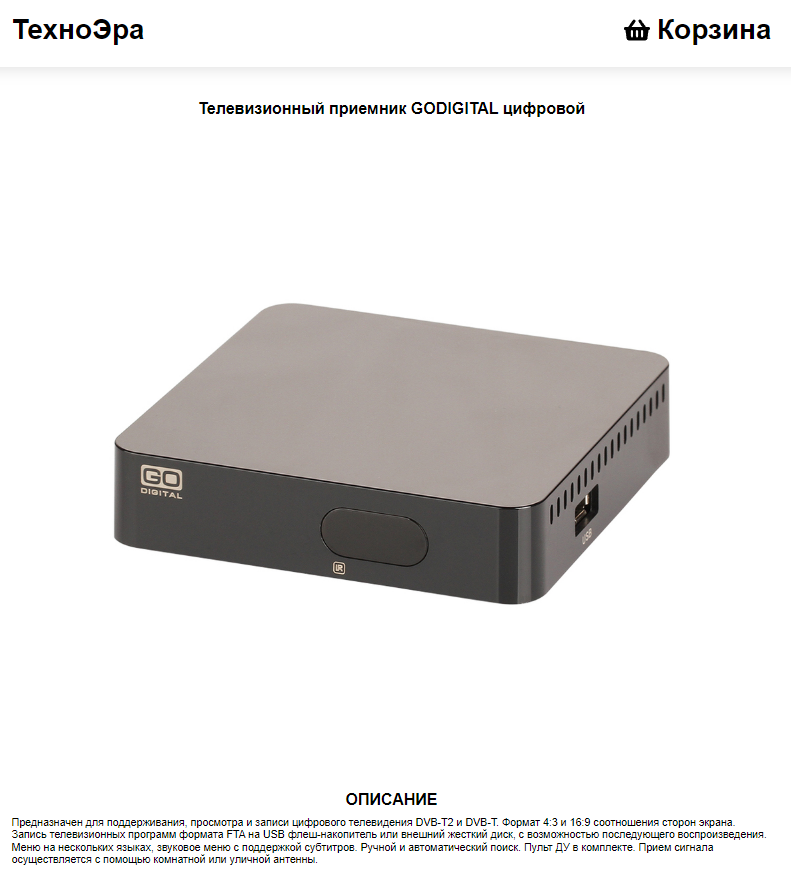 ТехноЭра
Корзина
Телевизионный приемник GODIGITAL цифровой
GO
DIGITAL
IR
USB
ОПИСАНИЕ
Предназначен для поддерживания, просмотра и записи цифрового телевидения DVB-T2 и DVB-T. Формат 4:3 и 16:9 соотношения сторон экрана.
Запись телевизионных программ формата FTA на USB флеш-накопитель или внешний жесткий диск, с возможностью последующего воспроизведения.
Меню на нескольких языках, звуковое меню с поддержкой субтитров. Ручной и автоматический поиск. Пульт ДУ в комплекте. Прием сигнала
осуществляется с помощью комнатной или уличной антенны.